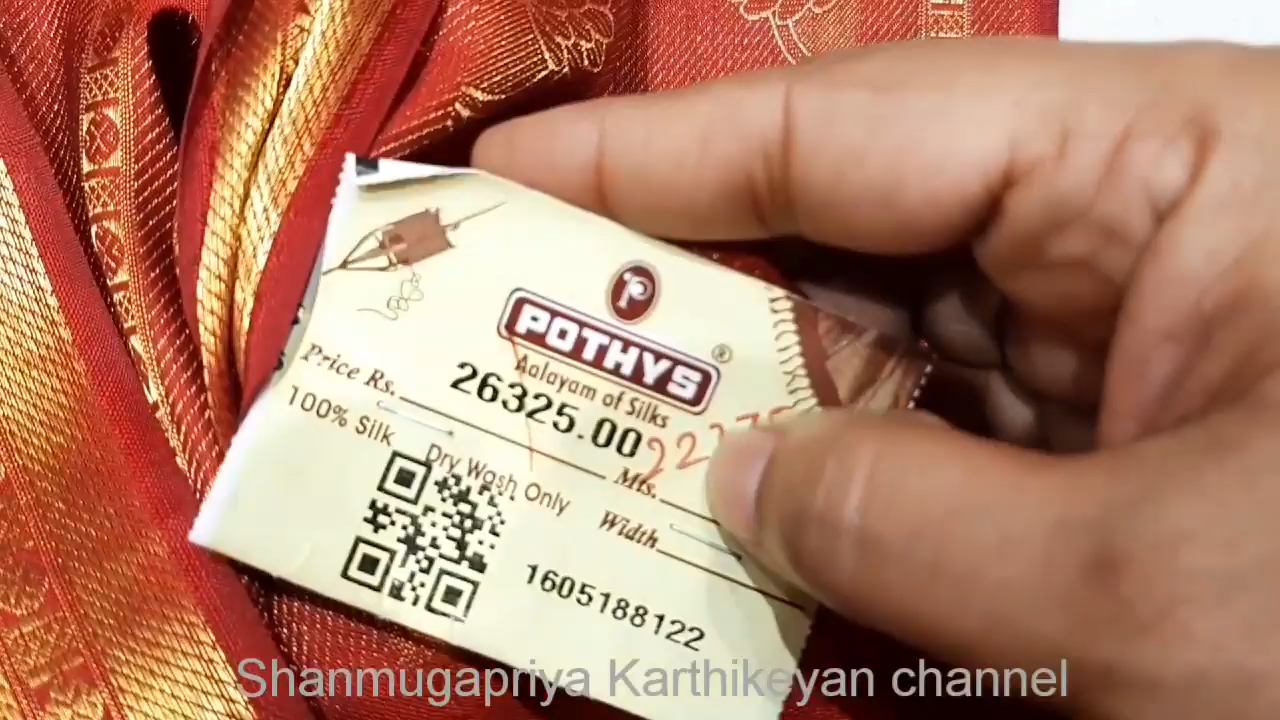 P
POTHYS ®
Aalayam of Silks
Price Rs. 26325.00
100% Silk
Dry Wash Only
Mts.
Width
1605188122
Shanmugapriya Karthikeyan channel